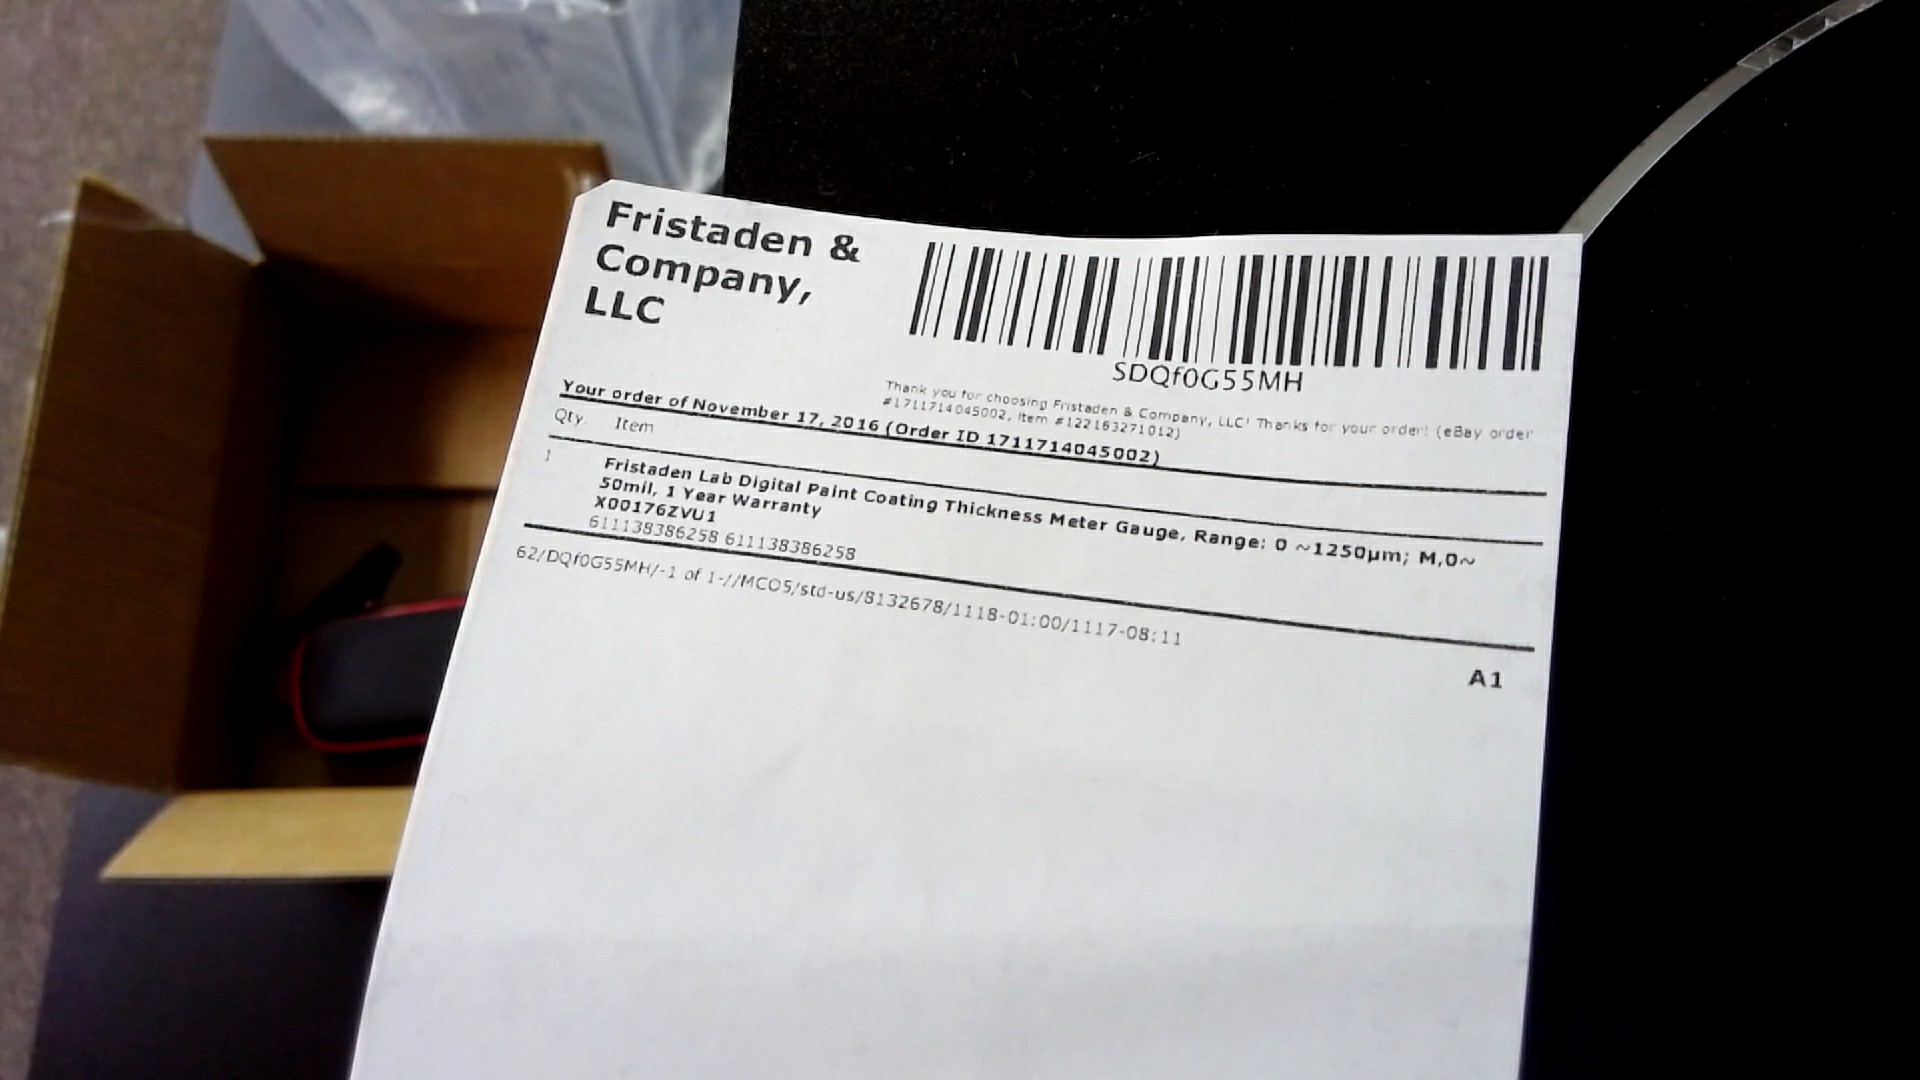 Fristaden &
Company,
LLC
SDQf0G55MH
Thank you for choosing Fristaden & Company, LLC! Thanks for your order! (eBay order
#1711714045002, Item #122163271012)
Your order of November 17, 2016 (Order ID 1711714045002)
Qty. Item
1 Fristaden Lab Digital Paint Coating Thickness Meter Gauge, Range: 0 ~1250µm; M,0~
50mil, 1 Year Warranty
X00176ZVU1
611138386258 611138386258
62/DQf0G55MH/-1 of 1-//MCO5/std-us/8132678/1118-01:00/1117-08:11
A1